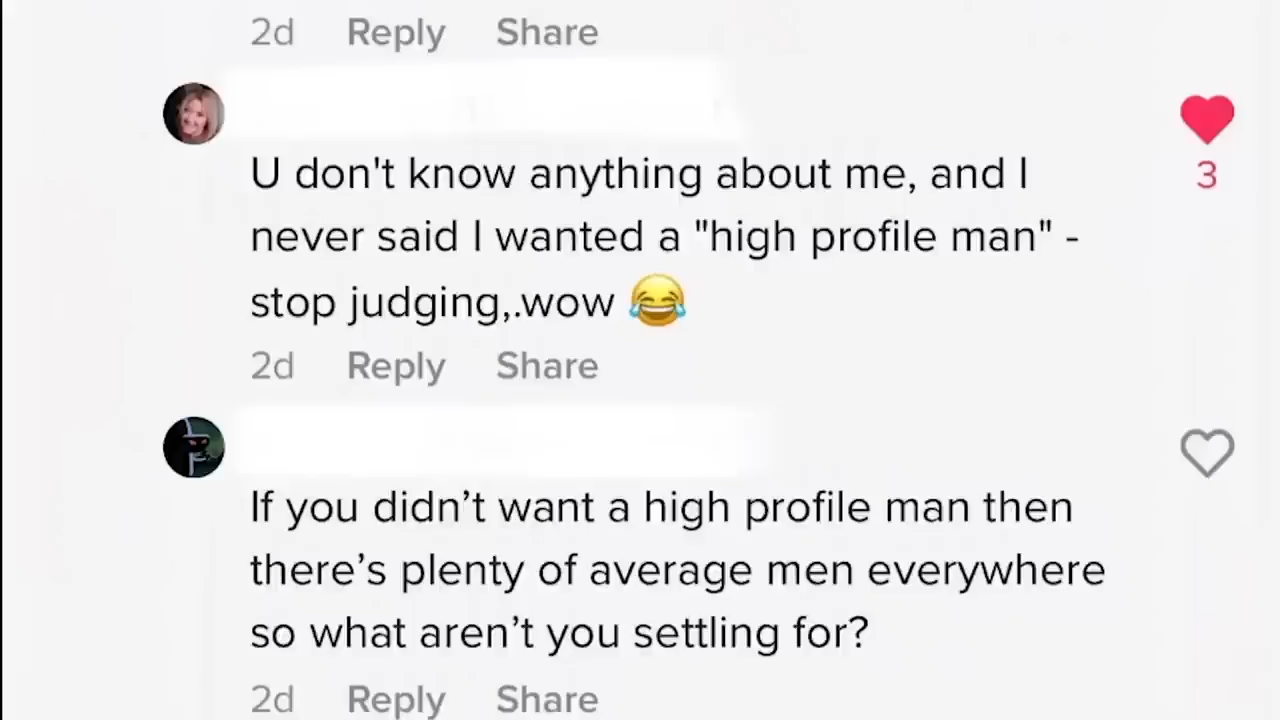 2d Reply Share
U don't know anything about me, and I
never said I wanted a "high profile man" -
stop judging,.wow 😂
3
2d Reply Share
If you didn’t want a high profile man then
there’s plenty of average men everywhere
so what aren’t you settling for?
2d Reply Share